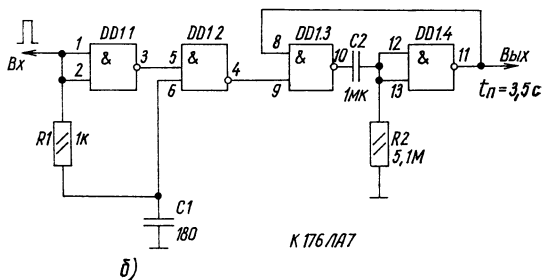 DD1.1
DD1.2
DD1.3
DD1.4
Вх
1
2
&
3
5
6
&
4
8
9
&
10
C2
1мк
12
13
&
11
Вых
tп=3,5с
R1
1к
R2
5,1М
C1
180
К176ЛА7
б)